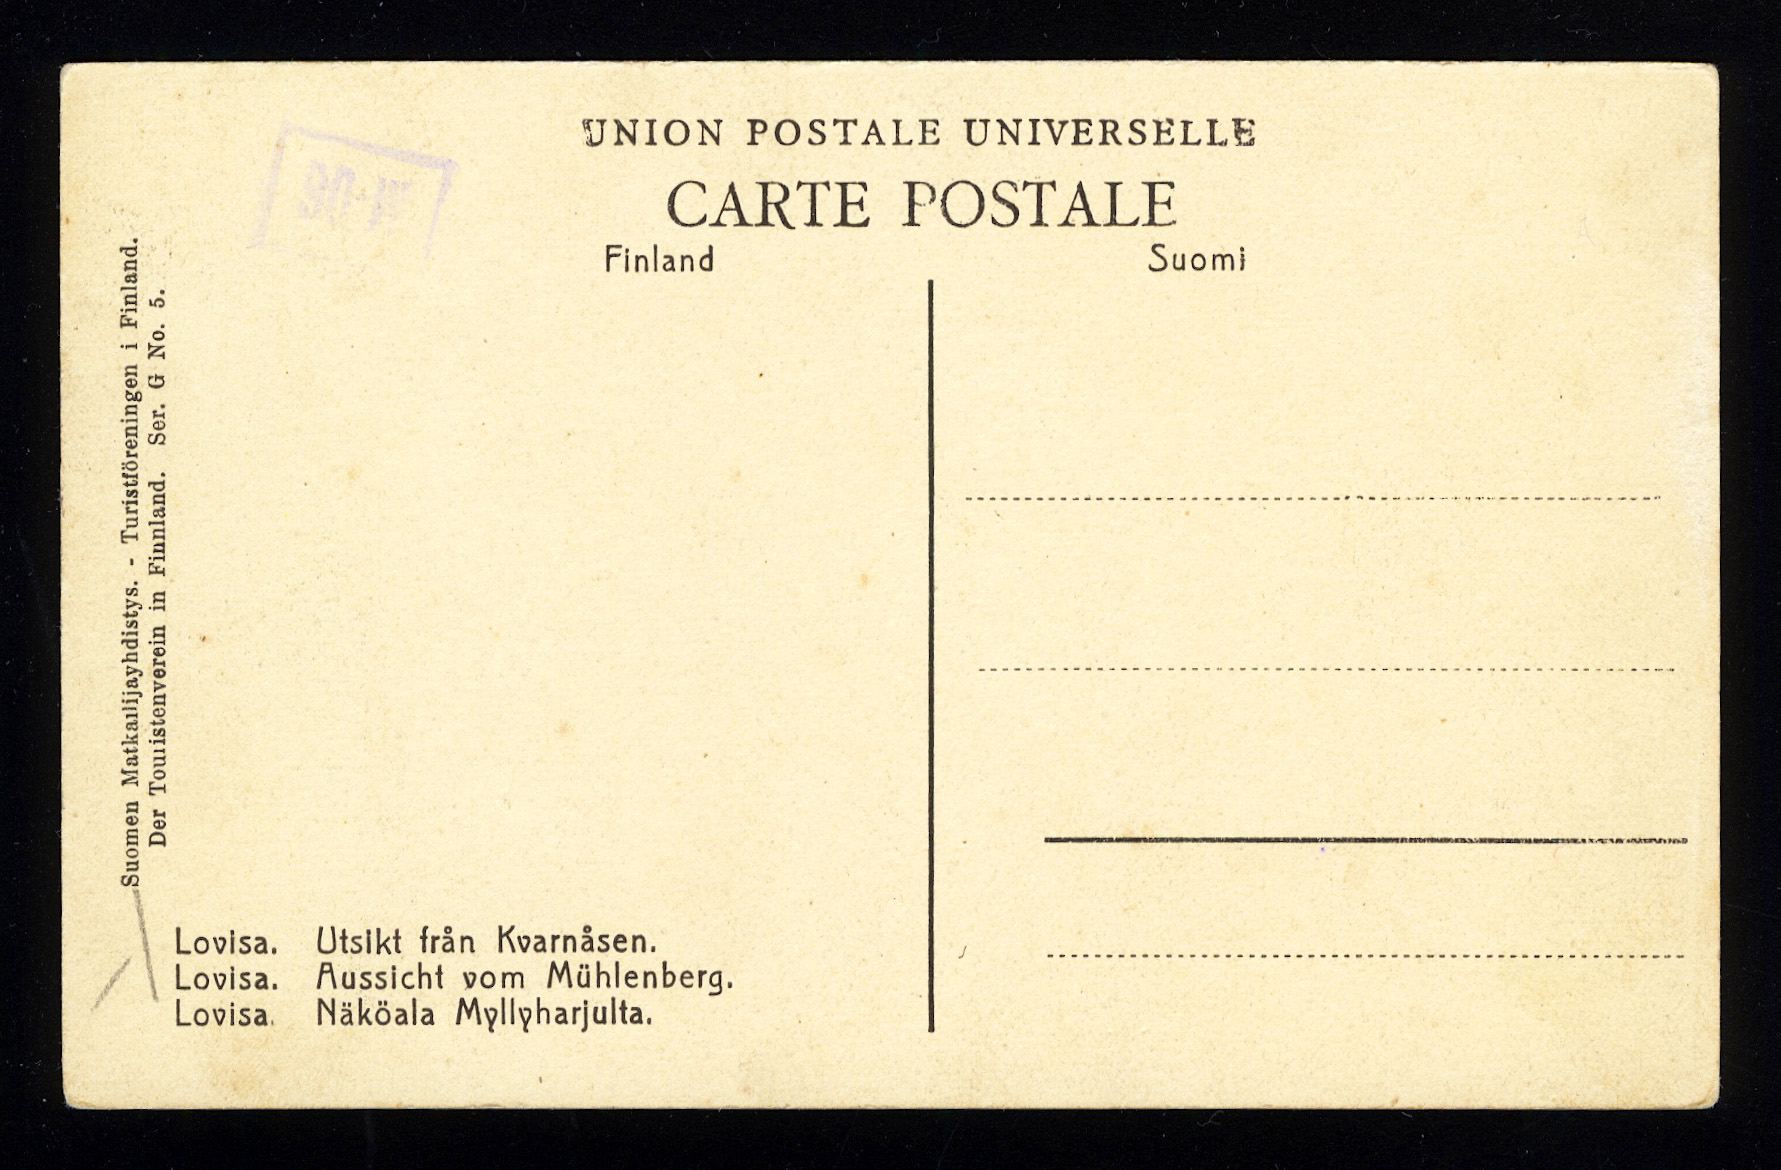 UNION POSTALE UNIVERSELLE
CARTE POSTALE
Finland Suomi
Suomen Matkailijayhdistys. - Turistföreningen i Finland.
Der Touristenverein in Finnland. Ser. G No. 5.
Lovisa. Utsikt från Kvarnåsen.
Lovisa. Aussicht vom Mühlenberg.
Lovisa. Näköala Myllyharjulta.